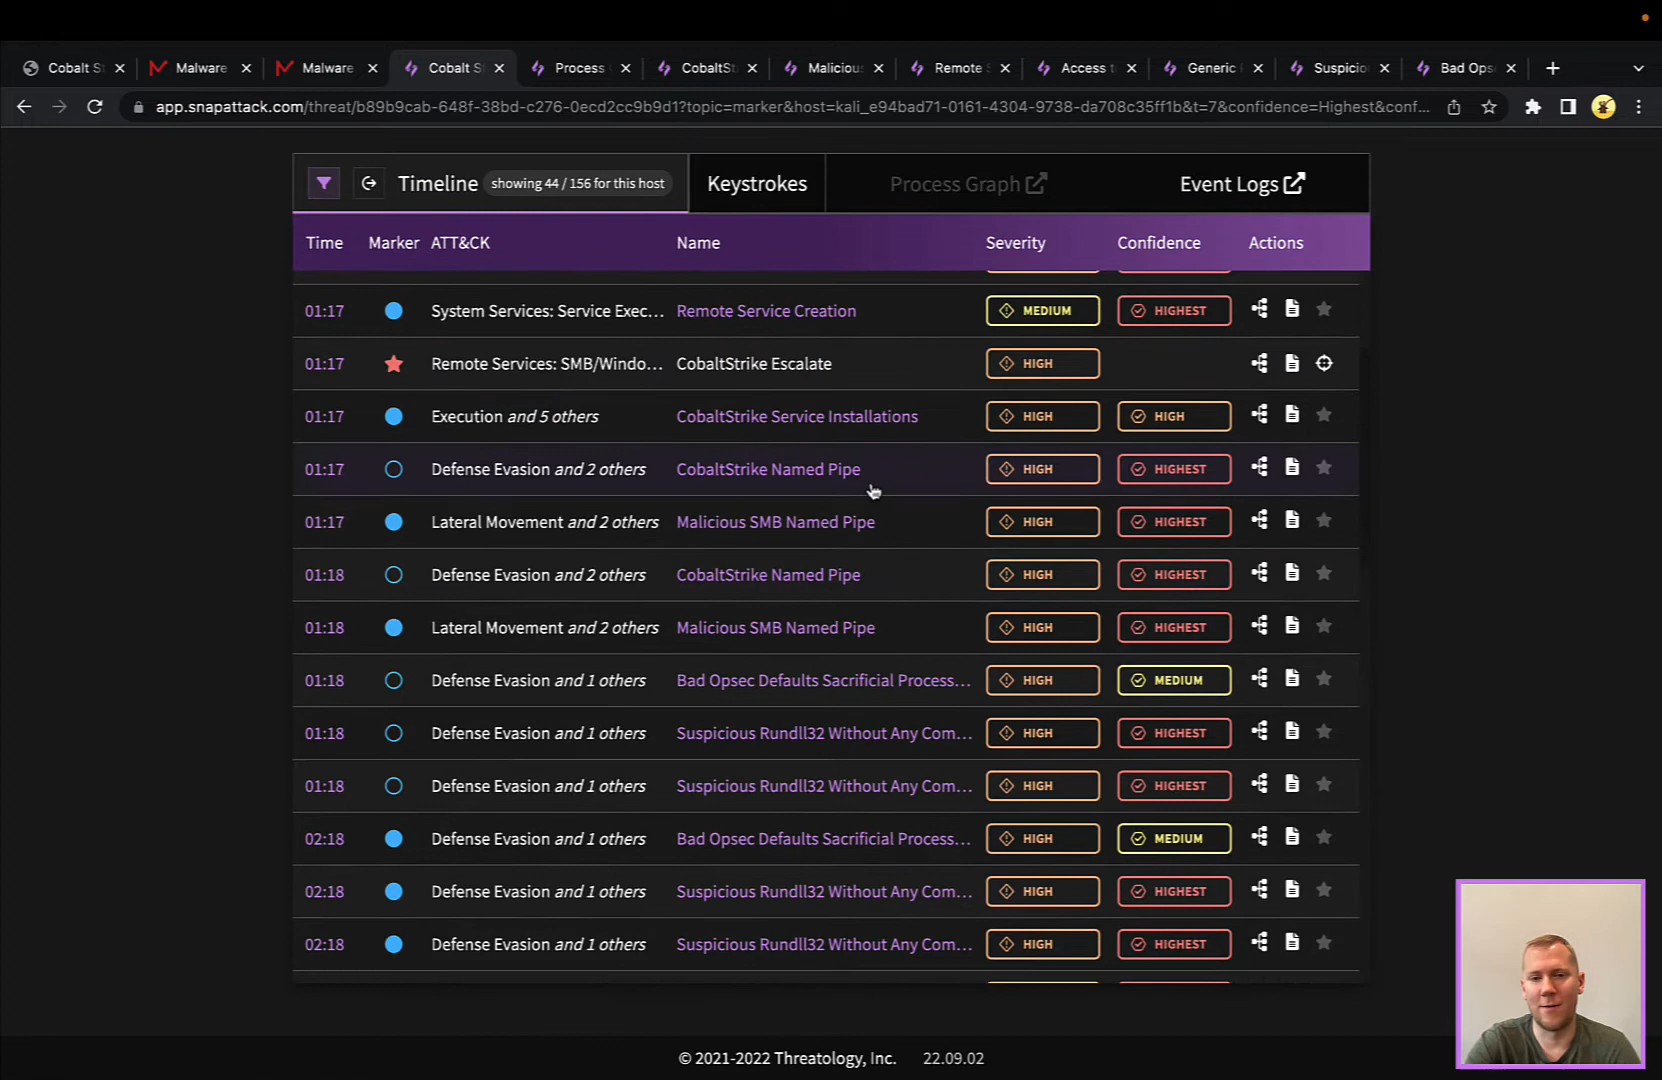 Cobalt S
Malware
Malware
Cobalt S
Process
CobaltSt
Malicious
Remote S
Access t
Generic
Suspicio
Bad Ops
app.snapattack.com/threat/b89b9cab-648f-38bd-c276-0ecd2cc9b9d1?topic=marker&host=kali_e94bad71-0161-4304-9738-da708c35ff1b&t=7&confidence=Highest&conf...
Timeline showing 44 / 156 for this host Keystrokes Process Graph Event Logs
Time Marker ATT&CK Name Severity Confidence Actions
01:17 System Services: Service Exec... Remote Service Creation MEDIUM HIGHEST
01:17 Remote Services: SMB/Windo... CobaltStrike Escalate HIGH
01:17 Execution and 5 others CobaltStrike Service Installations HIGH HIGH
01:17 Defense Evasion and 2 others CobaltStrike Named Pipe HIGH HIGHEST
01:17 Lateral Movement and 2 others Malicious SMB Named Pipe HIGH HIGHEST
01:18 Defense Evasion and 2 others CobaltStrike Named Pipe HIGH HIGHEST
01:18 Lateral Movement and 2 others Malicious SMB Named Pipe HIGH HIGHEST
01:18 Defense Evasion and 1 others Bad Opsec Defaults Sacrificial Process... HIGH MEDIUM
01:18 Defense Evasion and 1 others Suspicious Rundll32 Without Any Com... HIGH HIGHEST
01:18 Defense Evasion and 1 others Suspicious Rundll32 Without Any Com... HIGH HIGHEST
02:18 Defense Evasion and 1 others Bad Opsec Defaults Sacrificial Process... HIGH MEDIUM
02:18 Defense Evasion and 1 others Suspicious Rundll32 Without Any Com... HIGH HIGHEST
02:18 Defense Evasion and 1 others Suspicious Rundll32 Without Any Com... HIGH HIGHEST
© 2021-2022 Threatology, Inc. 22.09.02